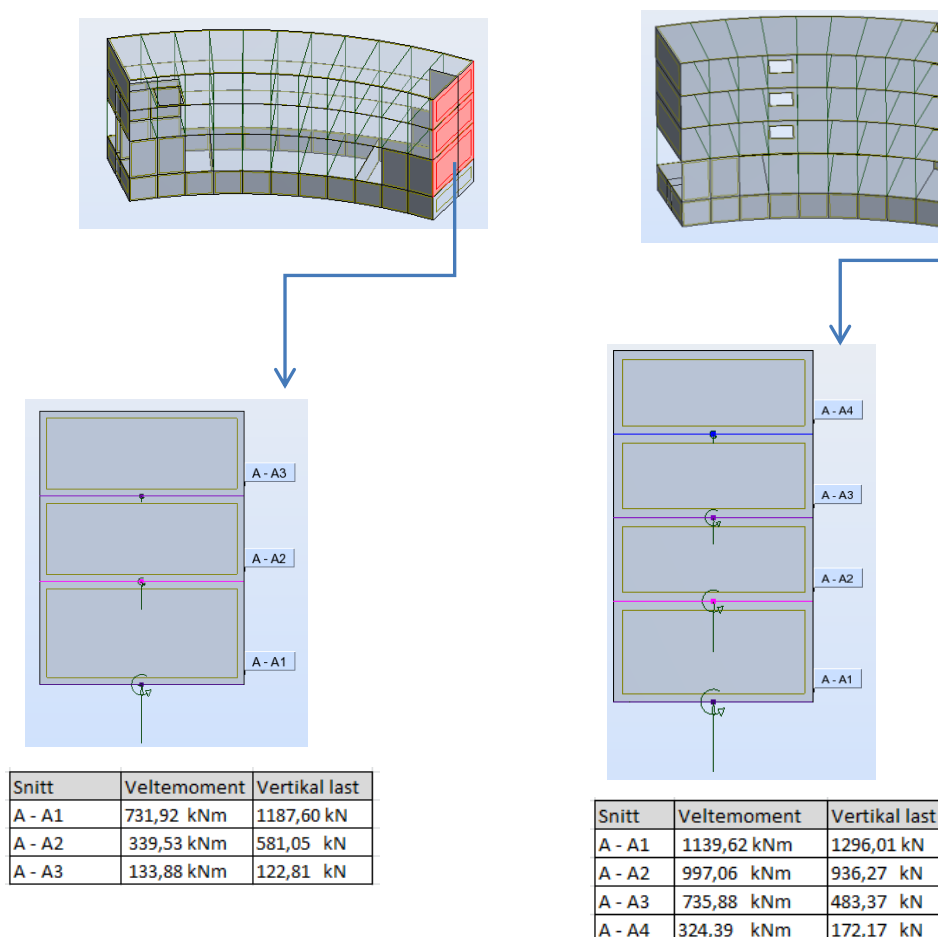 A - A3
A - A2
A - A1
Snitt Veltemoment Vertikal last
A - A1 731,92 kNm 1187,60 kN
A - A2 339,53 kNm 581,05 kN
A - A3 133,88 kNm 122,81 kN
A - A4
A - A3
A - A2
A - A1
Snitt Veltemoment Vertikal last
A - A1 1139,62 kNm 1296,01 kN
A - A2 997,06 kNm 936,27 kN
A - A3 735,88 kNm 483,37 kN
A - A4 324,39 kNm 172,17 kN